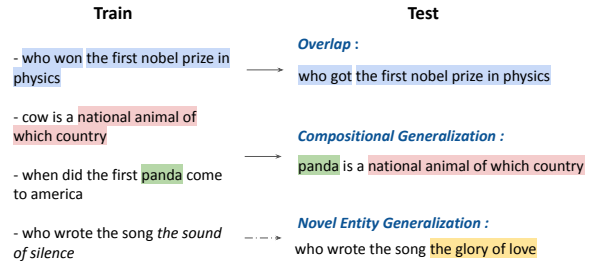 Train
Test
- who won the first nobel prize in
physics
Overlap :
who got the first nobel prize in physics
- cow is a national animal of
which country
- when did the first panda come
to america
Compositional Generalization :
panda is a national animal of which country
- who wrote the song the sound
of silence
Novel Entity Generalization :
who wrote the song the glory of love